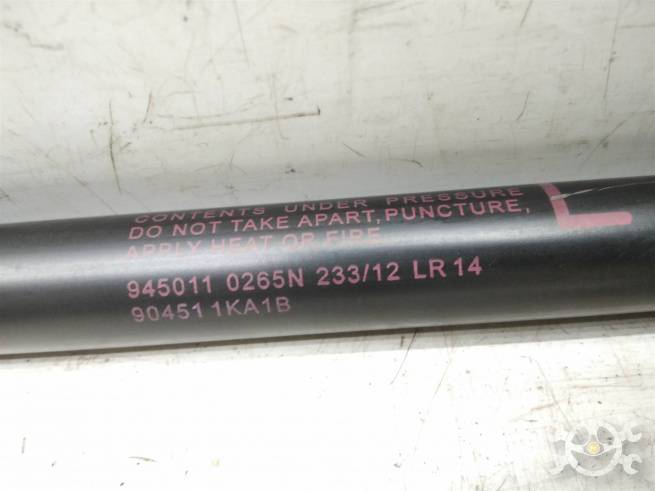 CONTENTS UNDER PRESSURE
DO NOT TAKE APART, PUNCTURE,
APPLY HEAT OR FIRE
945011 0265N 233/12 LR 14
90451 1KA1B
L